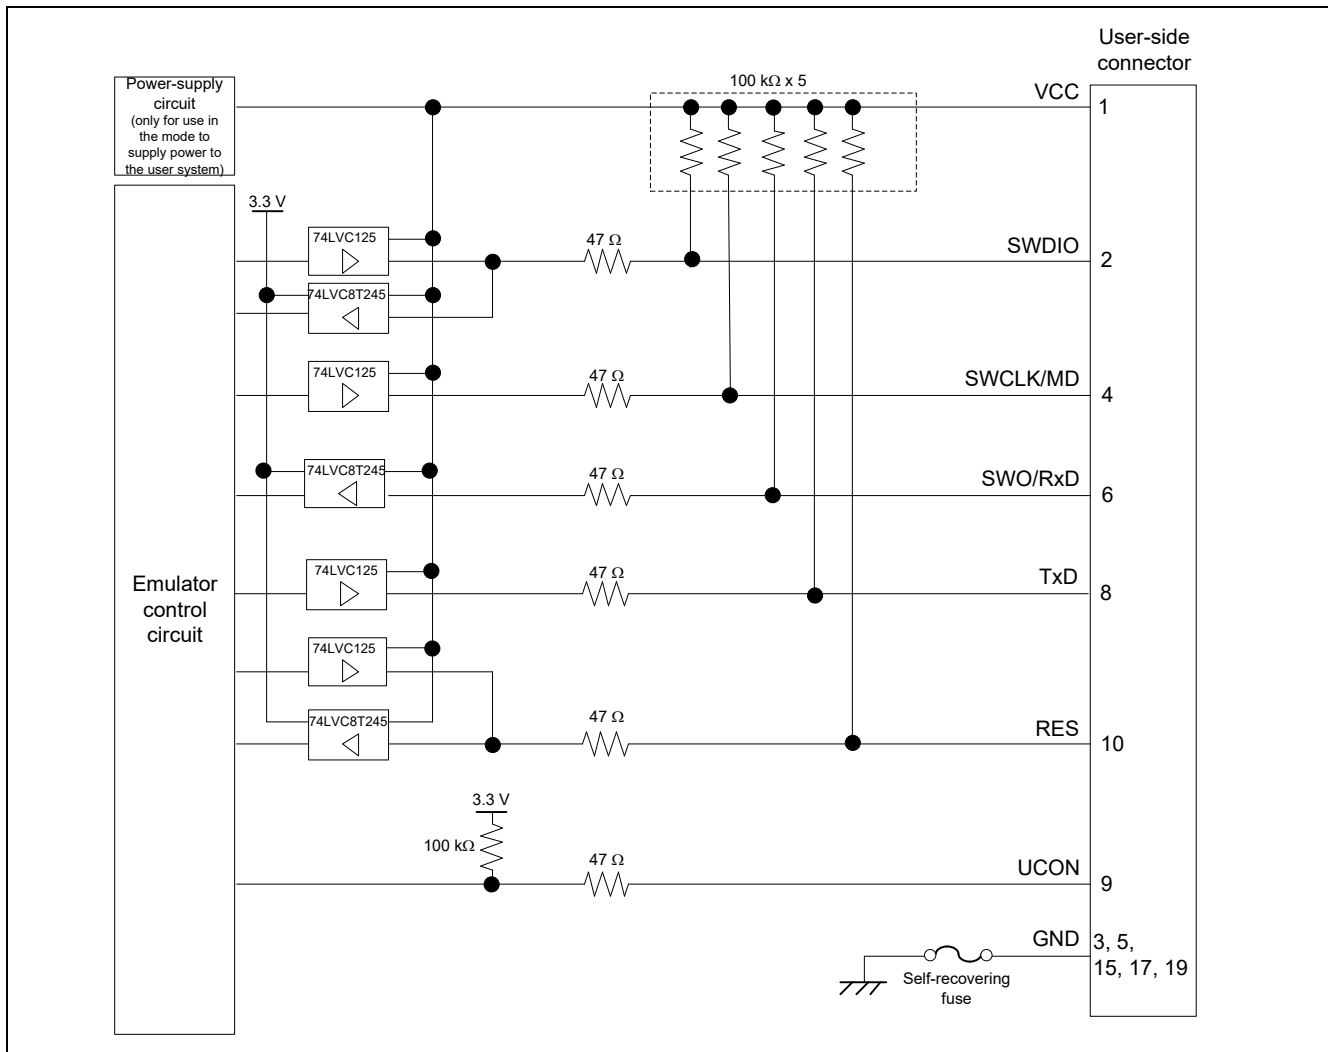 User-side
connector
Power-supply
circuit
(only for use in
the mode to
supply power to
the user system)
100 kΩ x 5
VCC
1
3.3 V
74LVC125
47 Ω
SWDIO
2
74LVC8T245
74LVC125
47 Ω
SWCLK/MD
4
74LVC8T245
47 Ω
SWO/RxD
6
74LVC125
47 Ω
TxD
8
Emulator
control
circuit
74LVC125
74LVC8T245
47 Ω
RES
10
3.3 V
100 kΩ
47 Ω
UCON
9
GND
3, 5,
15, 17, 19
Self-recovering
fuse